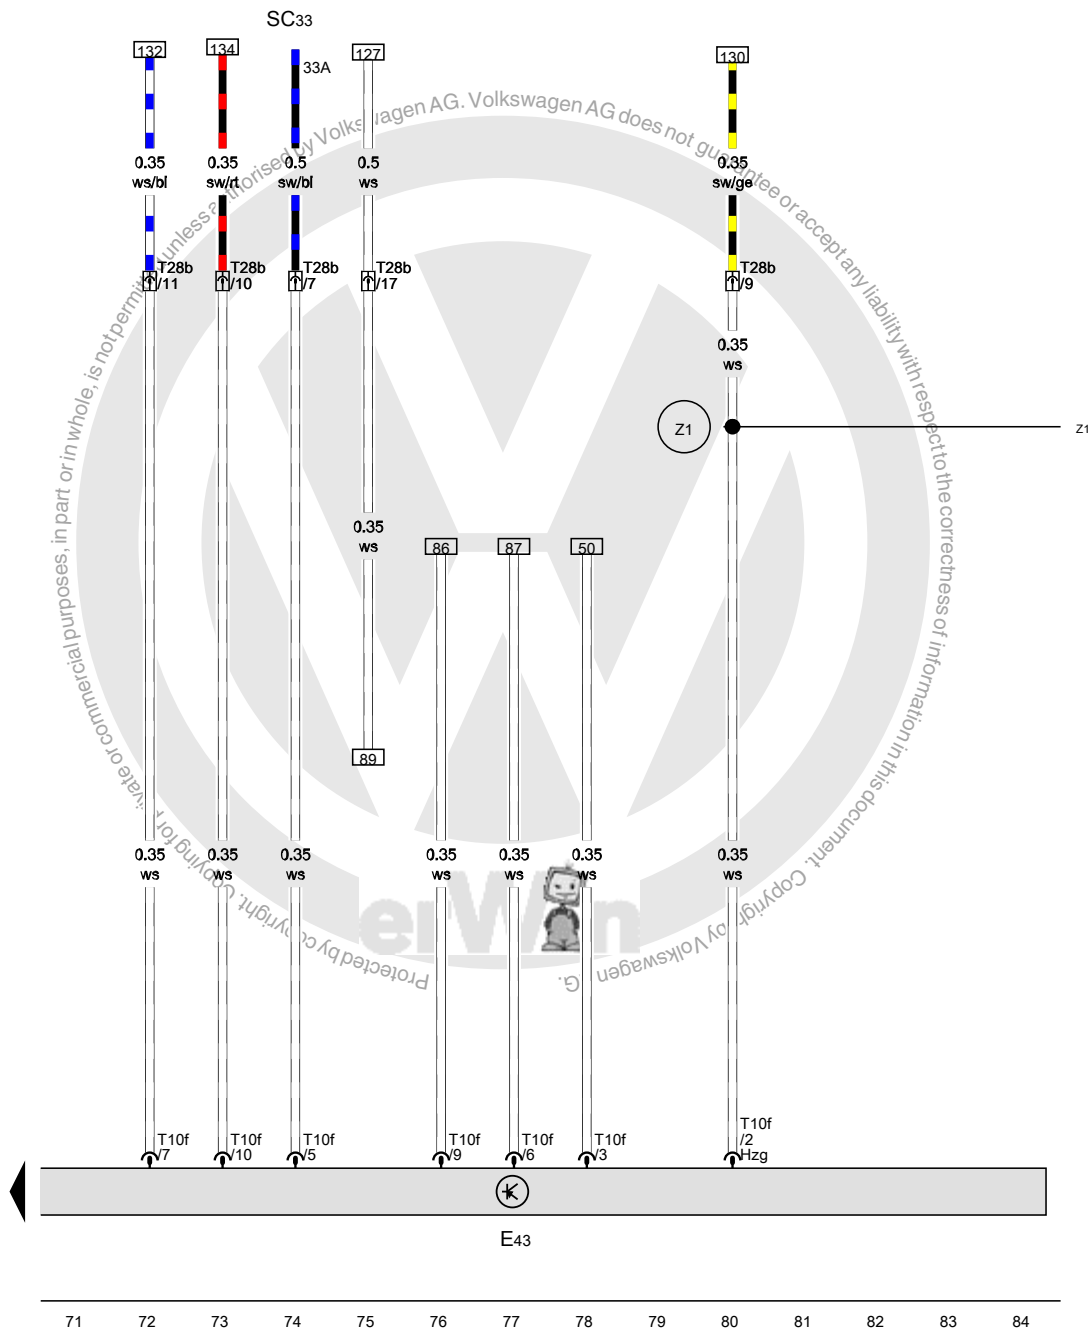 SC33
132
134
33A
127
130
0.35
ws/bl
0.35
sw/rt
0.5
sw/bl
0.5
ws
0.35
sw/ge
T28b
/11
T28b
/10
T28b
/7
T28b
/17
T28b
/9
0.35
ws
Z1
Z1
0.35
ws
86
87
50
89
0.35
ws
0.35
ws
0.35
ws
0.35
ws
0.35
ws
0.35
ws
0.35
ws
erWin
T10f
/7
T10f
/10
T10f
/5
T10f
/9
T10f
/6
T10f
/3
T10f
/2
Hzg
E43
71 72 73 74 75 76 77 78 79 80 81 82 83 84
Protected by copyright. Copying for private or commercial purposes, in part or in whole, is not permitted unless authorised by Volkswagen AG. Volkswagen AG does not guarantee or accept any liability with respect to the correctness of information in this document. Copyright by Volkswagen AG.